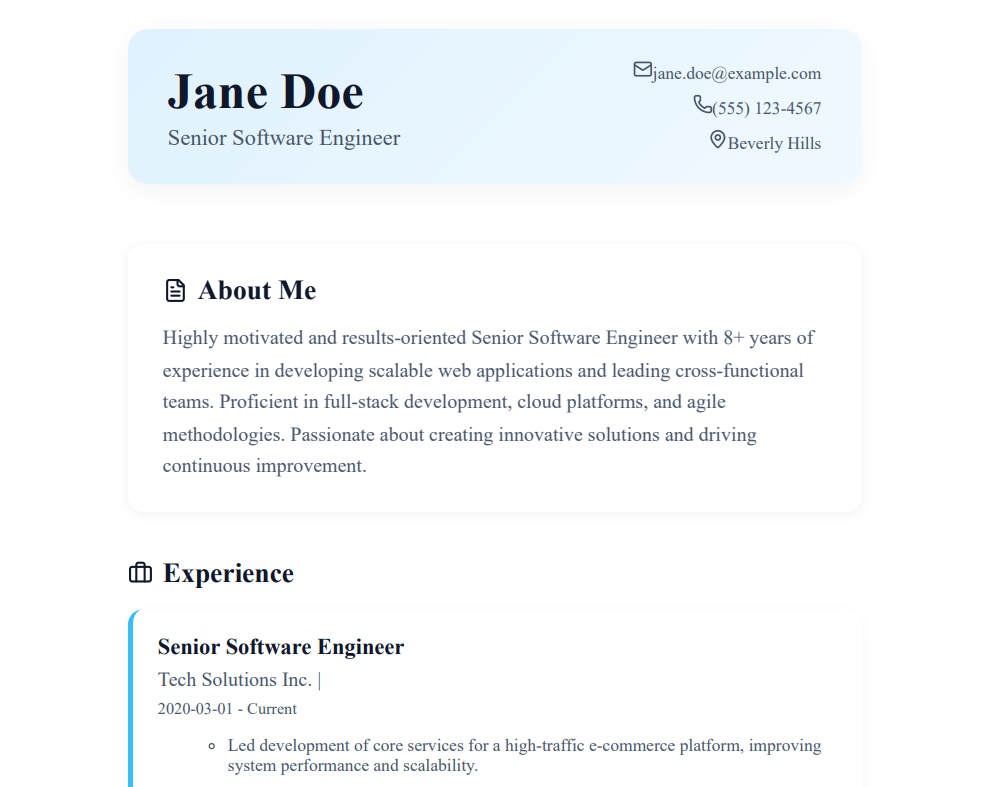 Jane Doe
Senior Software Engineer
jane.doe@example.com
(555) 123-4567
Beverly Hills
About Me
Highly motivated and results-oriented Senior Software Engineer with 8+ years of
experience in developing scalable web applications and leading cross-functional
teams. Proficient in full-stack development, cloud platforms, and agile
methodologies. Passionate about creating innovative solutions and driving
continuous improvement.
Experience
Senior Software Engineer
Tech Solutions Inc. |
2020-03-01 - Current
Led development of core services for a high-traffic e-commerce platform, improving
system performance and scalability.